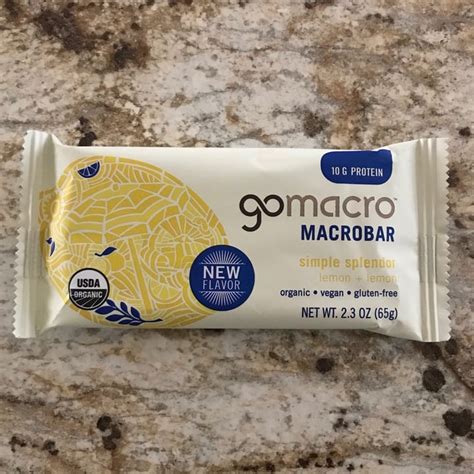 10 G PROTEIN
gomacro™
MACROBAR
simple splendor
lemon + lemon
organic • vegan • gluten-free
NET WT. 2.3 OZ (65g)
NEW
FLAVOR
USDA
ORGANIC